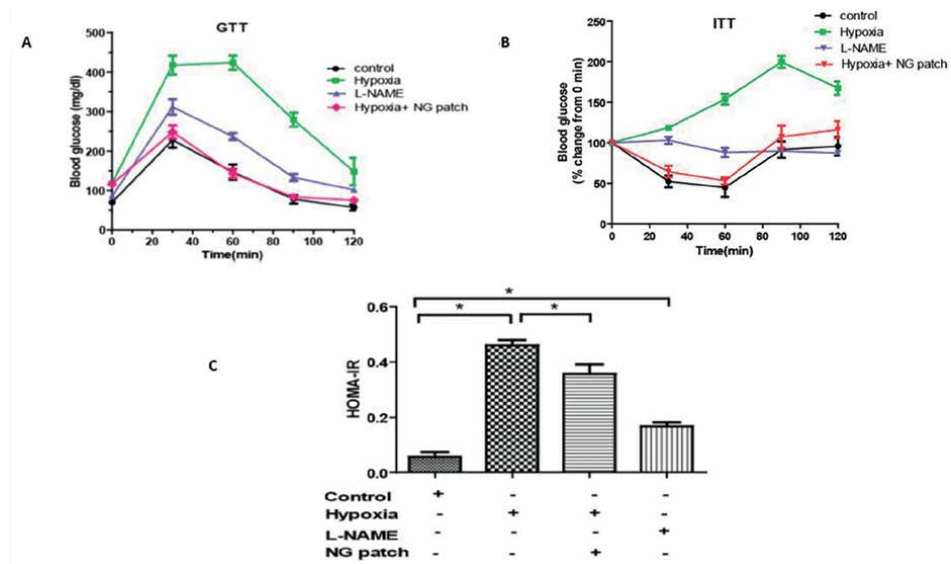 A
GTT
Blood glucose (mg/dl)
500
400
300
200
100
0
0 20 40 60 80 100 120
Time(min)
control
Hypoxia
L-NAME
Hypoxia+ NG patch
B
ITT
Blood glucose
(% change from 0 min)
250
200
150
100
50
0
0 20 40 60 80 100 120
Time(min)
control
Hypoxia
L-NAME
Hypoxia+ NG patch
C
HOMA-IR
0.6
0.4
0.2
0.0
* * *
Control + - - -
Hypoxia - + + -
L-NAME - - - +
NG patch - - + -